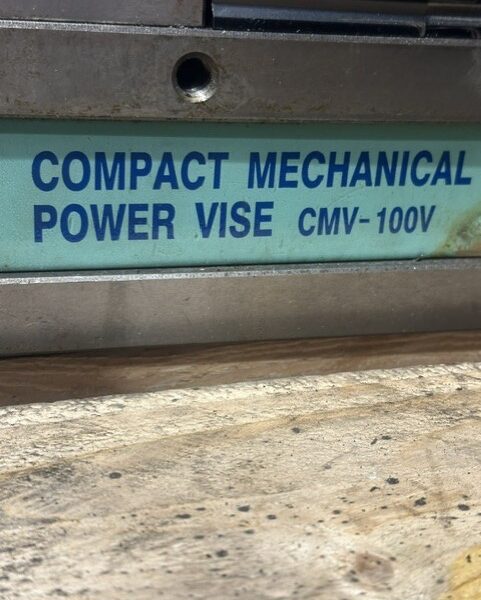 COMPACT MECHANICAL
POWER VISE CMV-100V